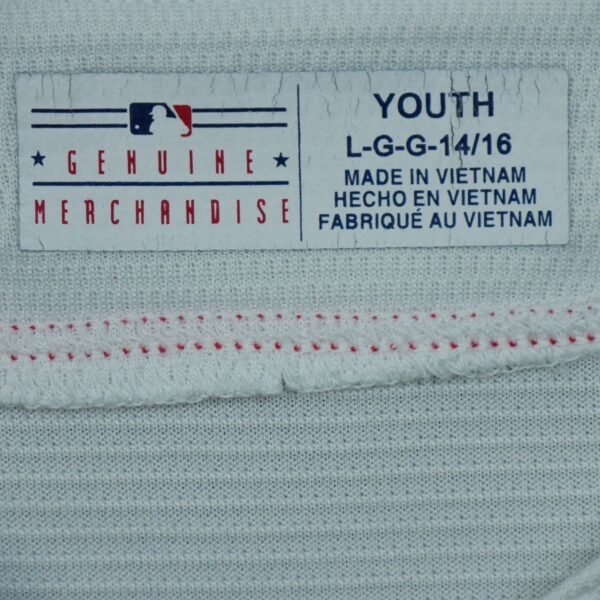 GENUINE
MERCHANDISE
YOUTH
L-G-G-14/16
MADE IN VIETNAM
HECHO EN VIETNAM
FABRIQUÉ AU VIETNAM